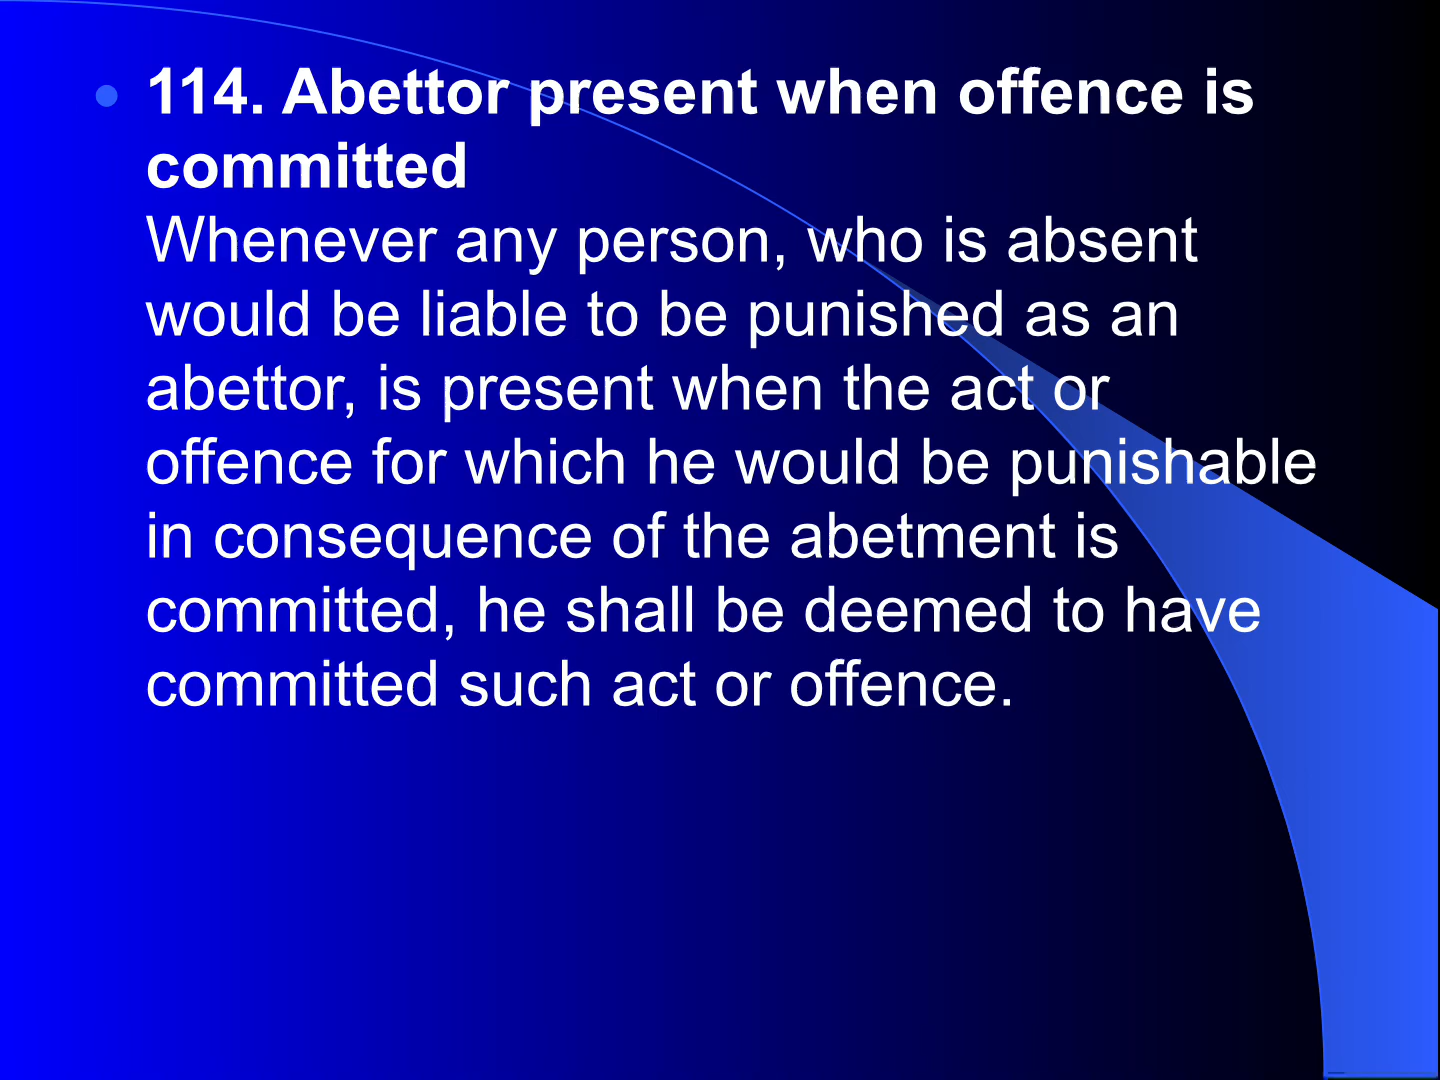 114. Abettor present when offence is
committed
Whenever any person, who is absent
would be liable to be punished as an
abettor, is present when the act or
offence for which he would be punishable
in consequence of the abetment is
committed, he shall be deemed to have
committed such act or offence.